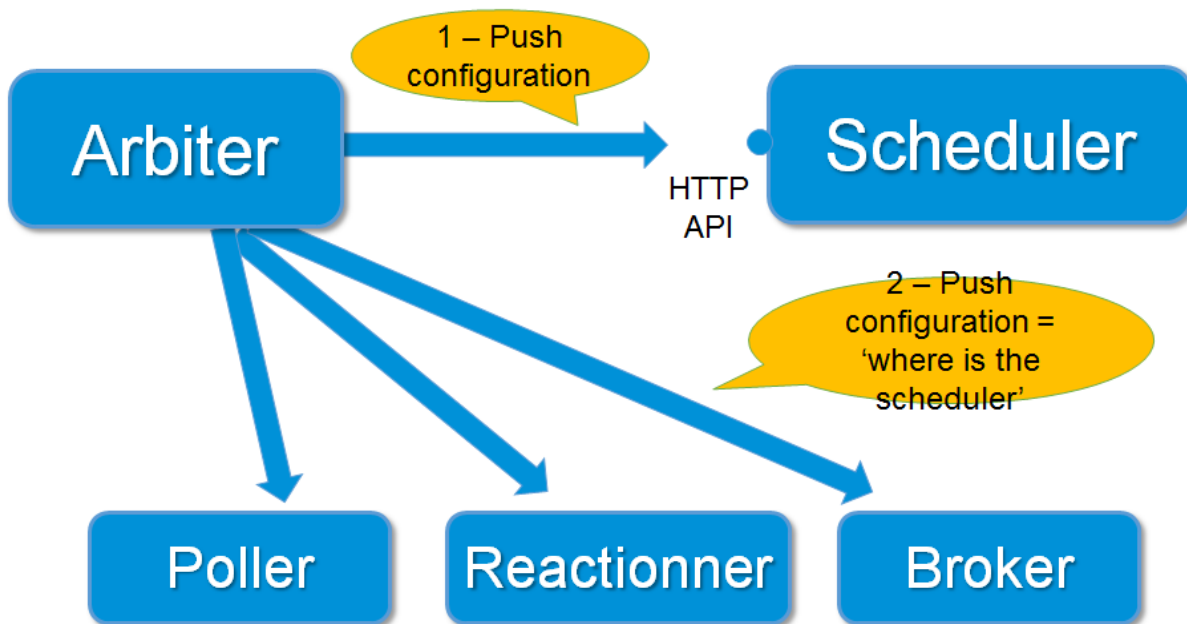 1 – Push
configuration
Arbiter
Scheduler
HTTP
API
2 – Push
configuration =
‘where is the
scheduler’
Poller
Reactionner
Broker